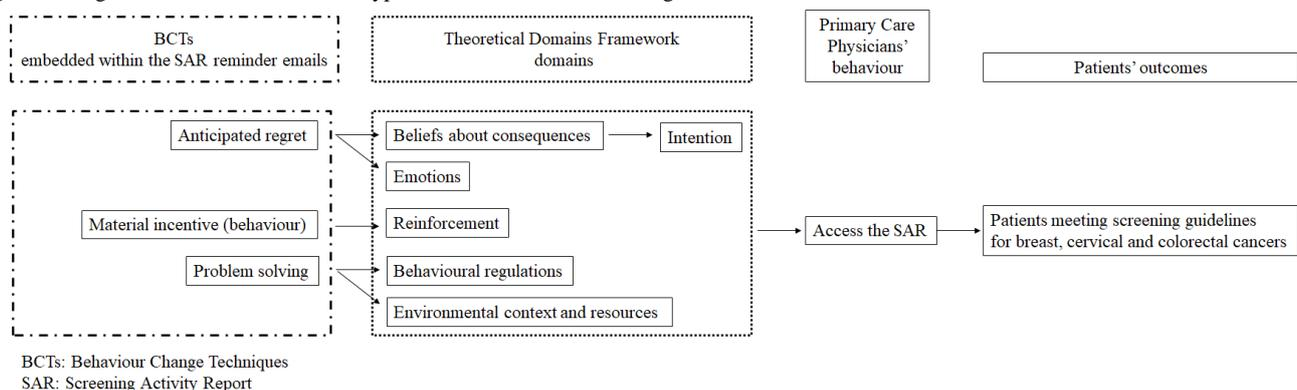 BCTs
embedded within the SAR reminder emails
Theoretical Domains Framework
domains
Primary Care
Physicians'
behaviour
Patients' outcomes
Anticipated regret
Beliefs about consequences
Intention
Emotions
Material incentive (behaviour)
Reinforcement
Access the SAR
Patients meeting screening guidelines
for breast, cervical and colorectal cancers
Problem solving
Behavioural regulations
Environmental context and resources
BCTs: Behaviour Change Techniques
SAR: Screening Activity Report